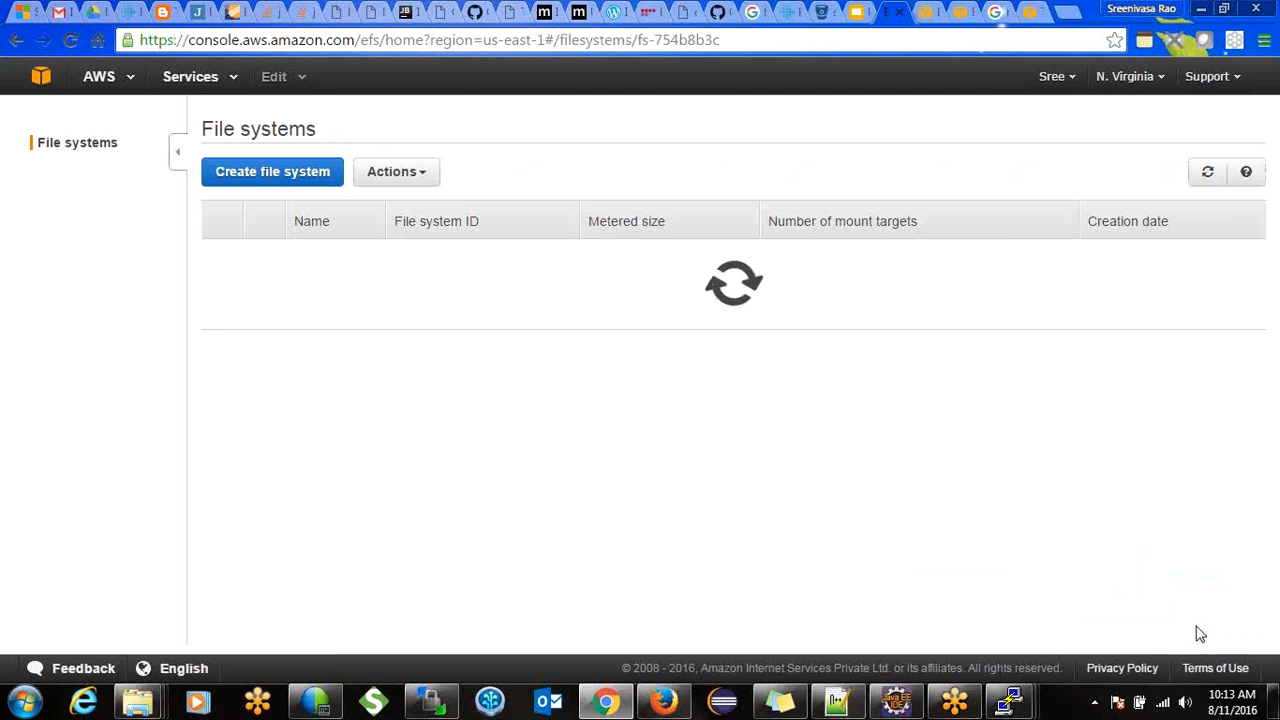 Sreenivasa Rao
https://console.aws.amazon.com/efs/home?region=us-east-1#/filesystems/fs-754b8b3c
AWS Services Edit Sree N. Virginia Support
File systems
File systems
Create file system Actions
Name File system ID Metered size Number of mount targets Creation date
Feedback English © 2008 - 2016, Amazon Internet Services Private Ltd. or its affiliates. All rights reserved. Privacy Policy Terms of Use
10:13 AM
8/11/2016